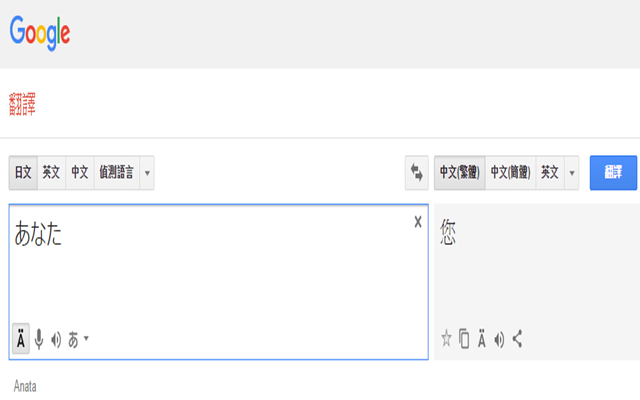 Google
翻譯
日文 英文 中文 偵測語言 中文(繁體) 中文(簡體) 英文 翻譯
あなた 您
Ä あ Ä
Anata